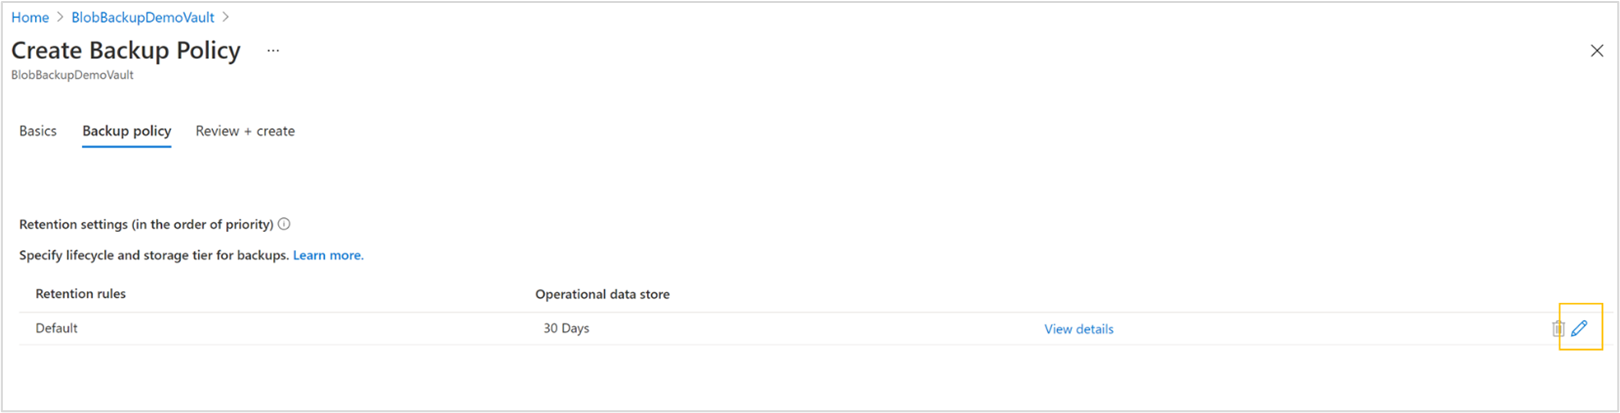 Home > BlobBackupDemoVault >
Create Backup Policy ...
BlobBackupDemoVault
Basics Backup policy Review + create
Retention settings (in the order of priority)
Specify lifecycle and storage tier for backups. Learn more.
Retention rules Operational data store
Default 30 Days View details